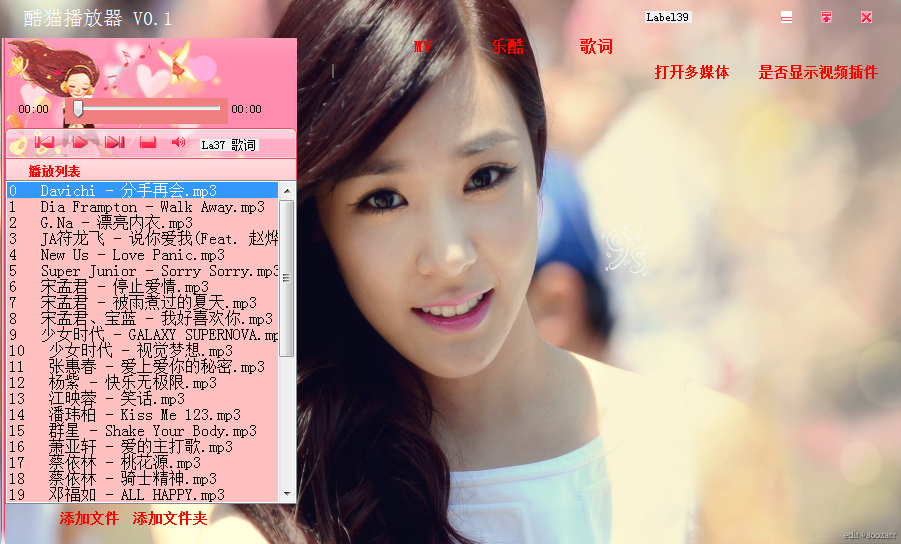 酷猫播放器 V0.1
Label39
MV 乐酷 歌词
打开多媒体 是否显示视频插件
00:00 00:00
La37 歌词
播放列表
0 Davichi - 分手再会.mp3
1 Dia Frampton - Walk Away.mp3
2 G.Na - 漂亮内衣.mp3
3 JA符龙飞 - 说你爱我(Feat. 赵烨
4 New Us - Love Panic.mp3
5 Super Junior - Sorry Sorry.mp3
6 宋孟君 - 停止爱情.mp3
7 宋孟君 - 被雨煮过的夏天.mp3
8 宋孟君、宝蓝 - 我好喜欢你.mp3
9 少女时代 - GALAXY SUPERNOVA.mp
10 少女时代 - 视觉梦想.mp3
11 张惠春 - 爱上爱你的秘密.mp3
12 杨紫 - 快乐无极限.mp3
13 江映蓉 - 笑话.mp3
14 潘玮柏 - Kiss Me 123.mp3
15 群星 - Shake Your Body.mp3
16 萧亚轩 - 爱的主打歌.mp3
17 蔡依林 - 桃花源.mp3
18 蔡依林 - 骑士精神.mp3
19 邓福如 - ALL HAPPY.mp3
添加文件 添加文件夹